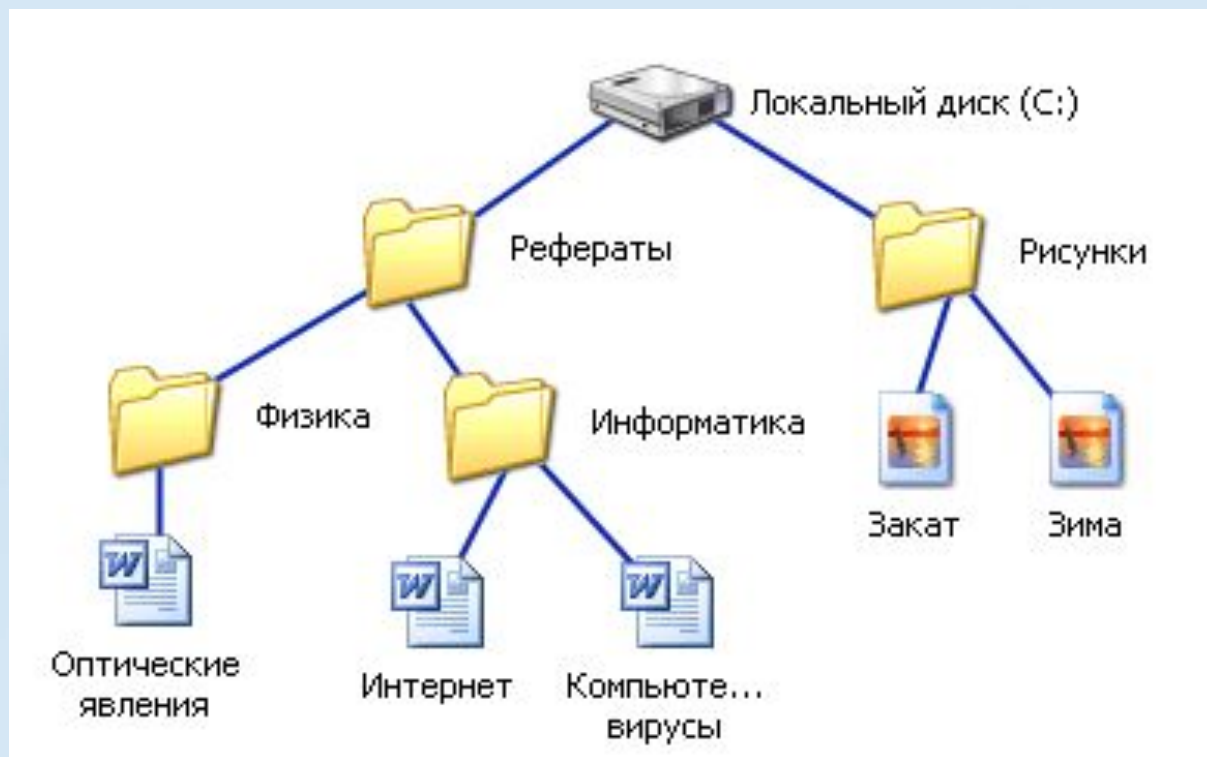 Локальный диск (C:)
Рефераты
Рисунки
Физика
Информатика
Закат
Зима
Оптические
явления
Интернет
Компьюте...
вирусы